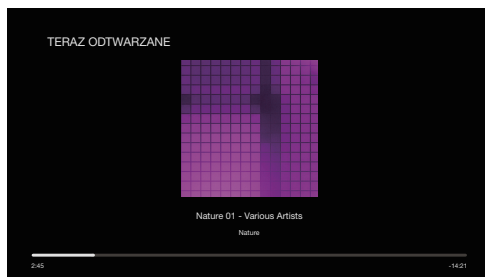 TERAZ ODTWARZANE
Nature 01 - Various Artists
Nature
2:45
-14:21